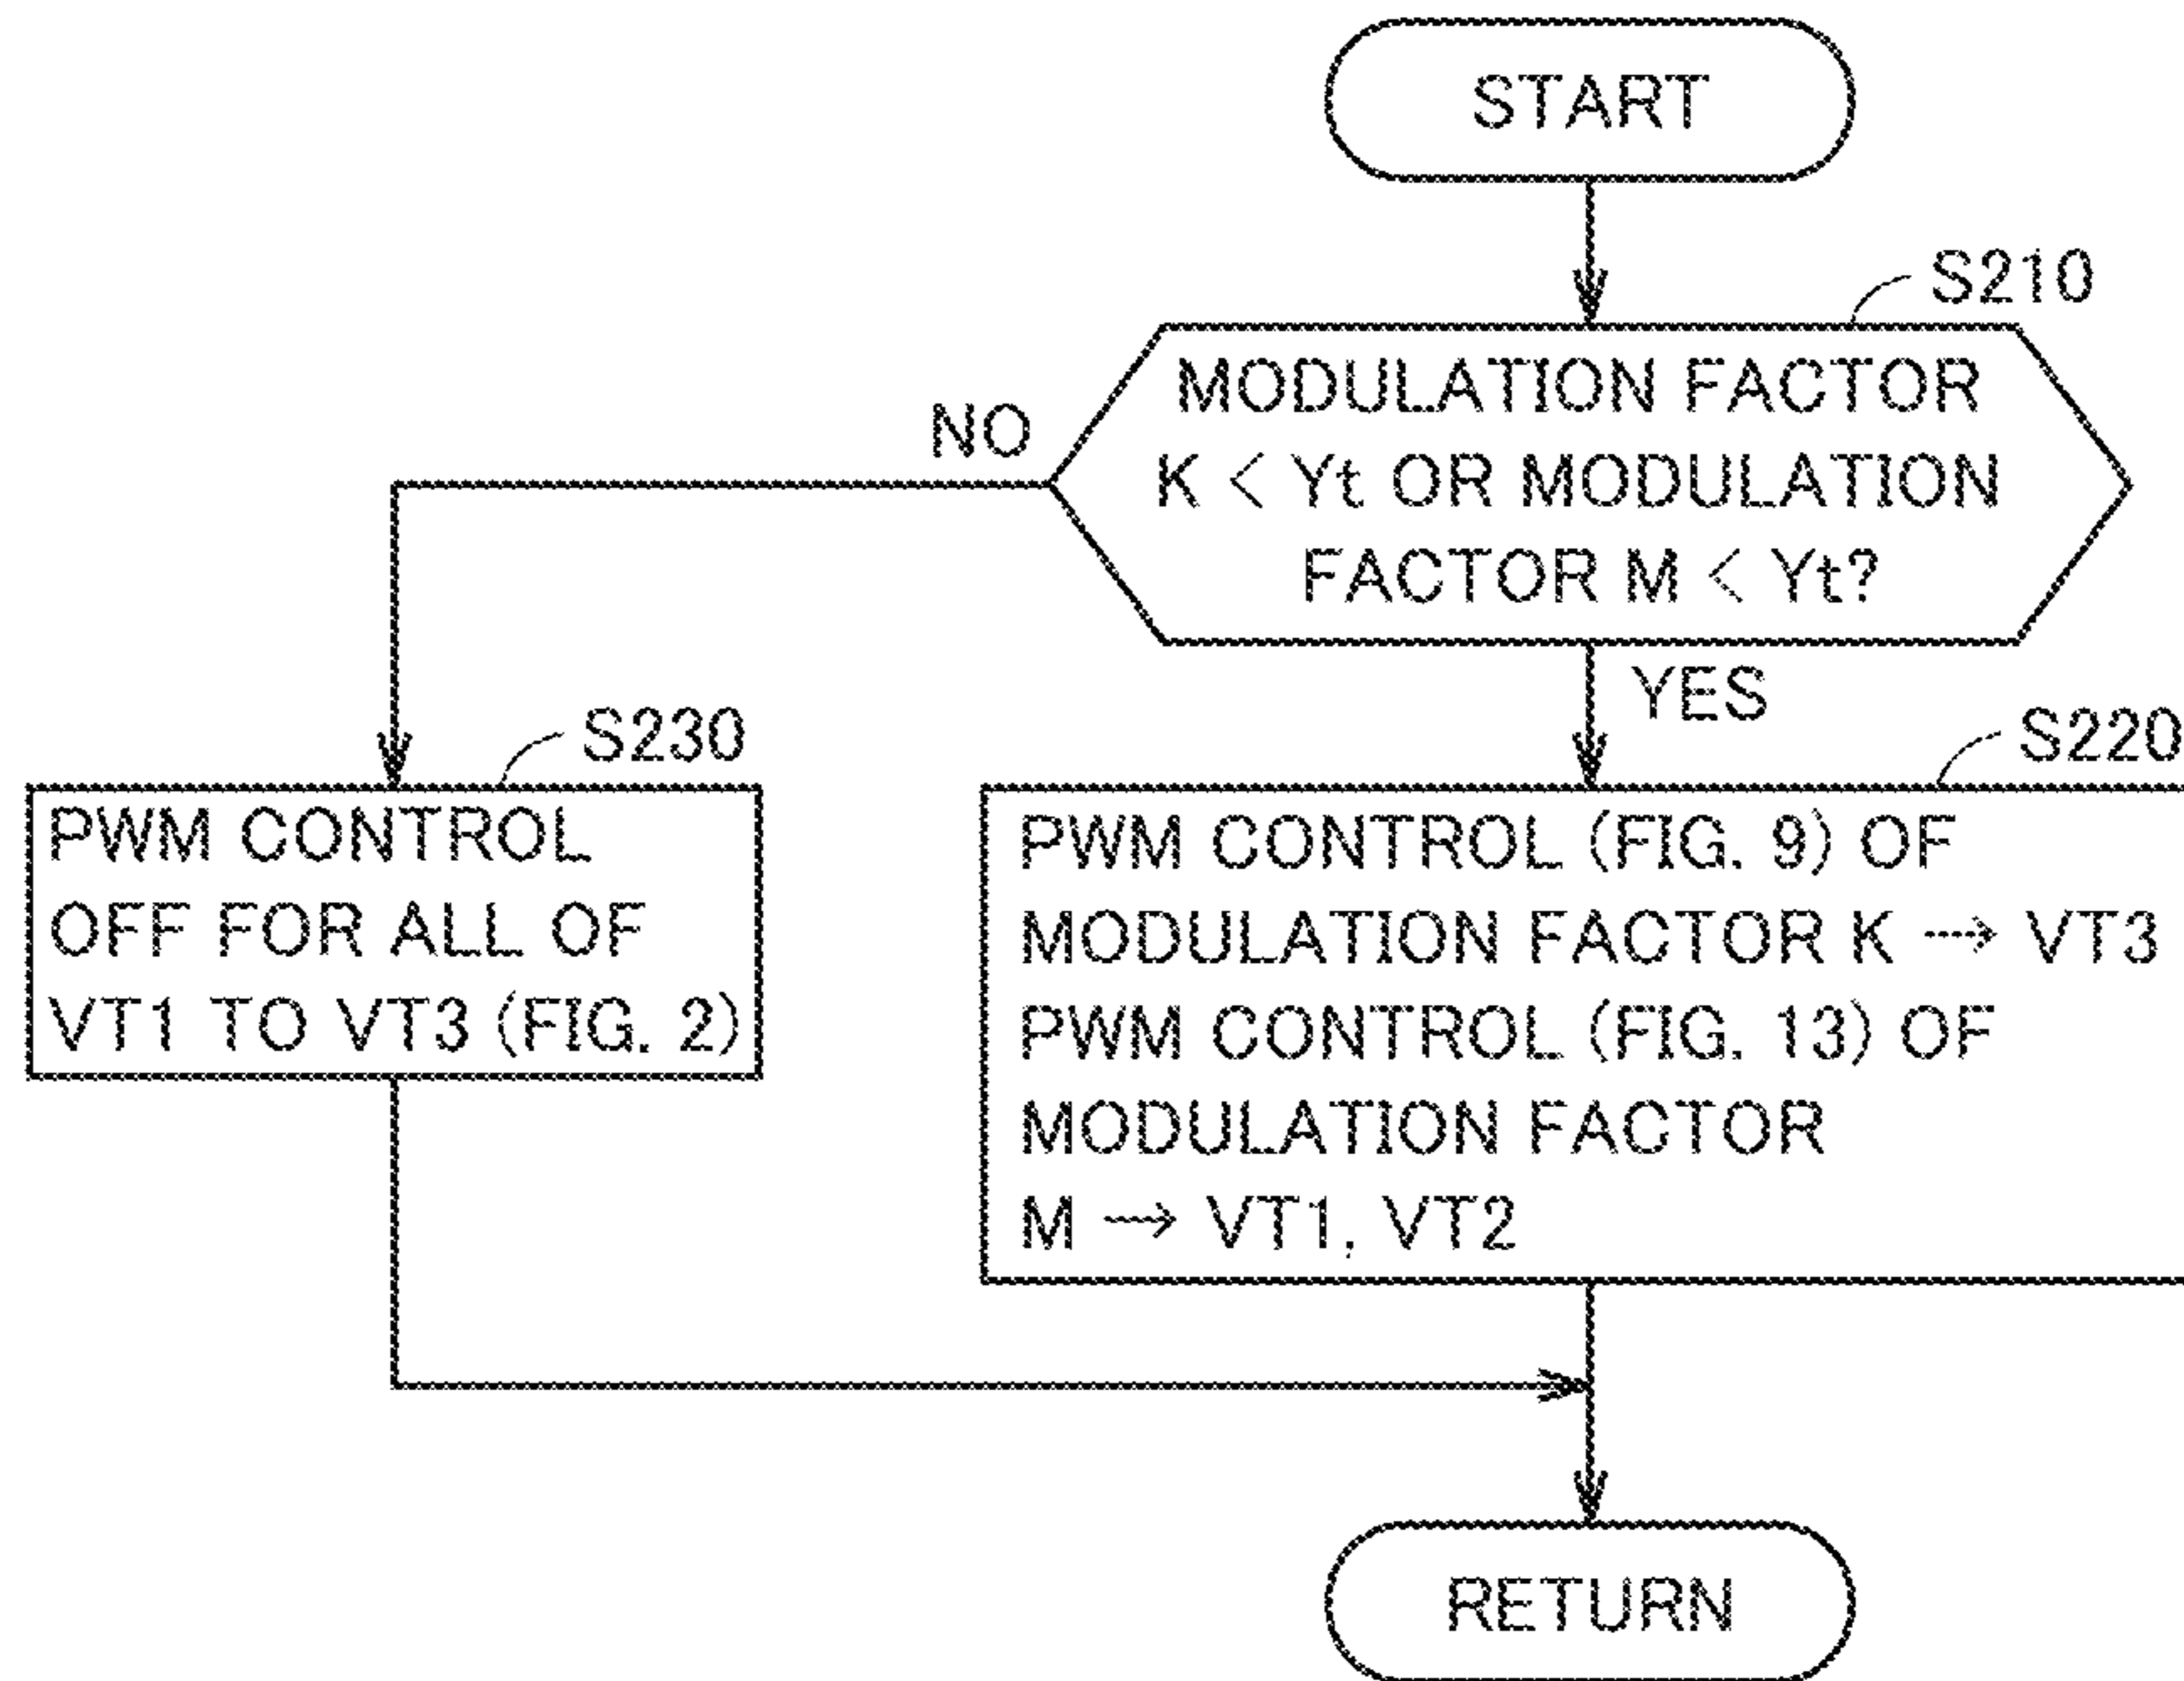 START
S210
MODULATION FACTOR
K < Yt OR MODULATION
FACTOR M < Yt?
NO
YES
S230
PWM CONTROL
OFF FOR ALL OF
VT1 TO VT3 (FIG. 2)
S220
PWM CONTROL (FIG. 9) OF
MODULATION FACTOR K → VT3
PWM CONTROL (FIG. 13) OF
MODULATION FACTOR
M → VT1, VT2
RETURN